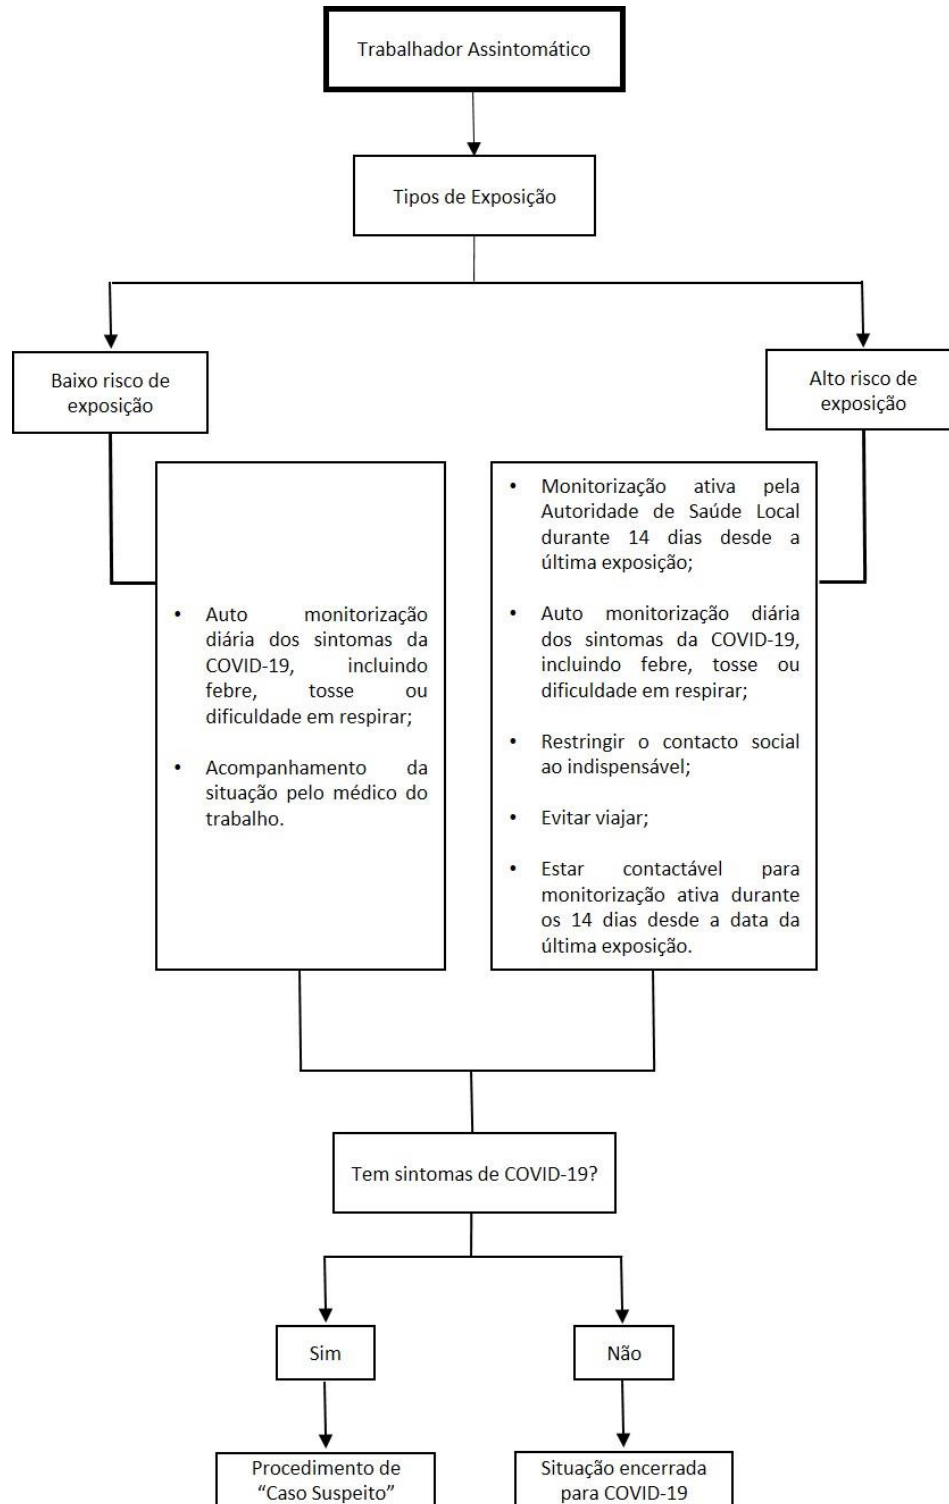 Trabalhador Assintomático
Tipos de Exposição
Baixo risco de
exposição
Alto risco de
exposição
• Auto monitorização
diária dos sintomas da
COVID-19, incluindo
febre, tosse ou
dificuldade em respirar;
• Acompanhamento da
situação pelo médico do
trabalho.
• Monitorização ativa pela
Autoridade de Saúde Local
durante 14 dias desde a
última exposição;
• Auto monitorização diária
dos sintomas da COVID-19,
incluindo febre, tosse ou
dificuldade em respirar;
• Restringir o contacto social
ao indispensável;
• Evitar viajar;
• Estar contactável para
monitorização ativa durante
os 14 dias desde a data da
última exposição.
Tem sintomas de COVID-19?
Sim
Não
Procedimento de
“Caso Suspeito”
Situação encerrada
para COVID-19